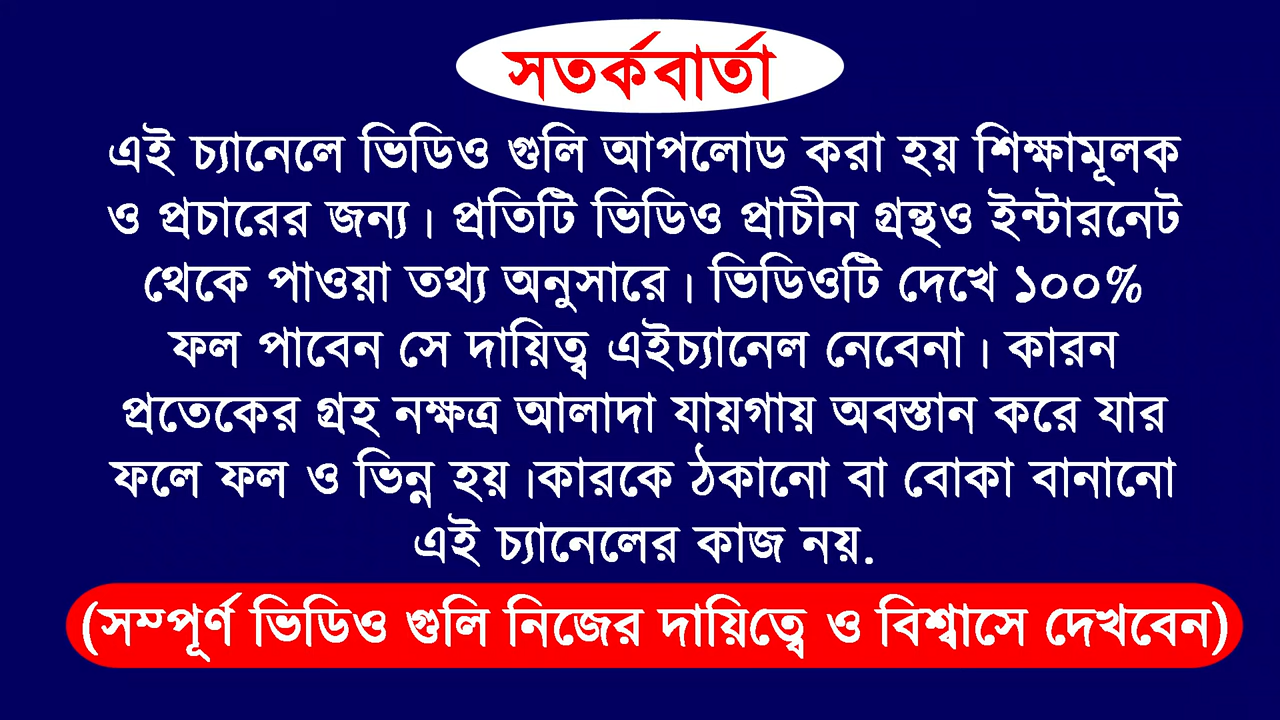 সতর্কবার্তা
এই চ্যানেলে ভিডিও গুলি আপলোড করা হয় শিক্ষামূলক
ও প্রচারের জন্য। প্রতিটি ভিডিও প্রাচীন গ্রন্থও ইন্টারনেট
থেকে পাওয়া তথ্য অনুসারে। ভিডিওটি দেখে ১০০%
ফল পাবেন সে দায়িত্ব এইচ্যানেল নেবেনা। কারন
প্রতেকের গ্রহ নক্ষত্র আলাদা যায়গায় অবস্তান করে যার
ফলে ফল ও ভিন্ন হয়।কারকে ঠকানো বা বোকা বানানো
এই চ্যানেলের কাজ নয়.
(সম্পূর্ণ ভিডিও গুলি নিজের দায়িত্বে ও বিশ্বাসে দেখবেন)